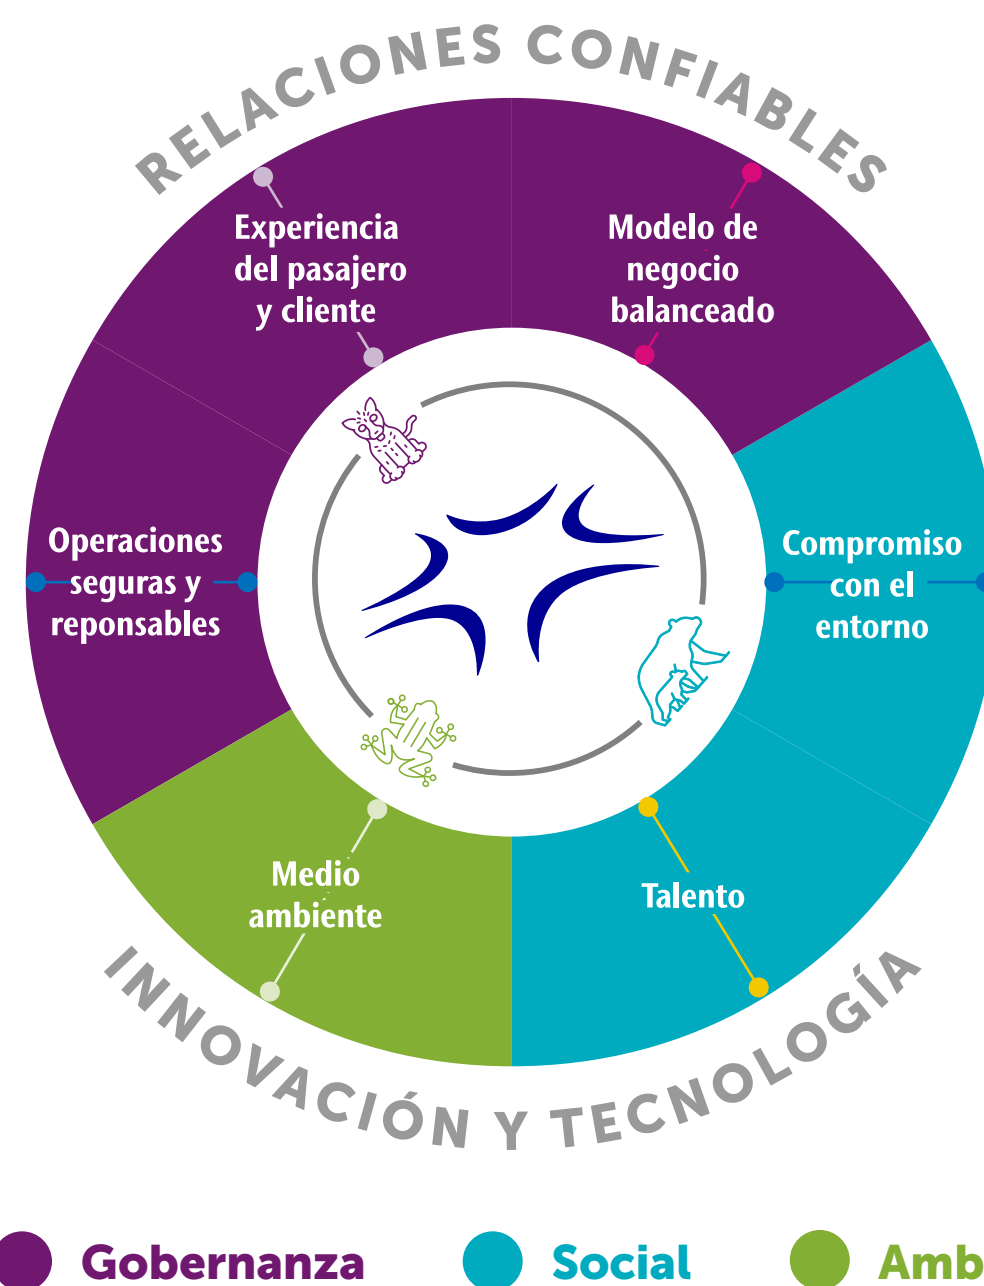 RELACIONES CONFIABLES
Experiencia
del pasajero
y cliente
Modelo de
negocio
balanceado
Operaciones
seguras y
reponsables
Compromiso
con el
entorno
Medio
ambiente
Talento
INNOVACIÓN Y TECNOLOGÍA
Gobernanza
Social
Amb